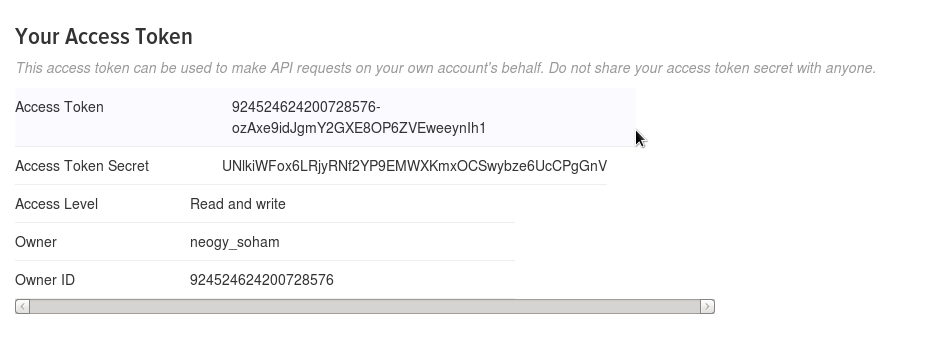 Your Access Token
This access token can be used to make API requests on your own account's behalf. Do not share your access token secret with anyone.
Access Token 924524624200728576-
Access Token Secret
Access Level Read and write
Owner neogy_soham
Owner ID 924524624200728576